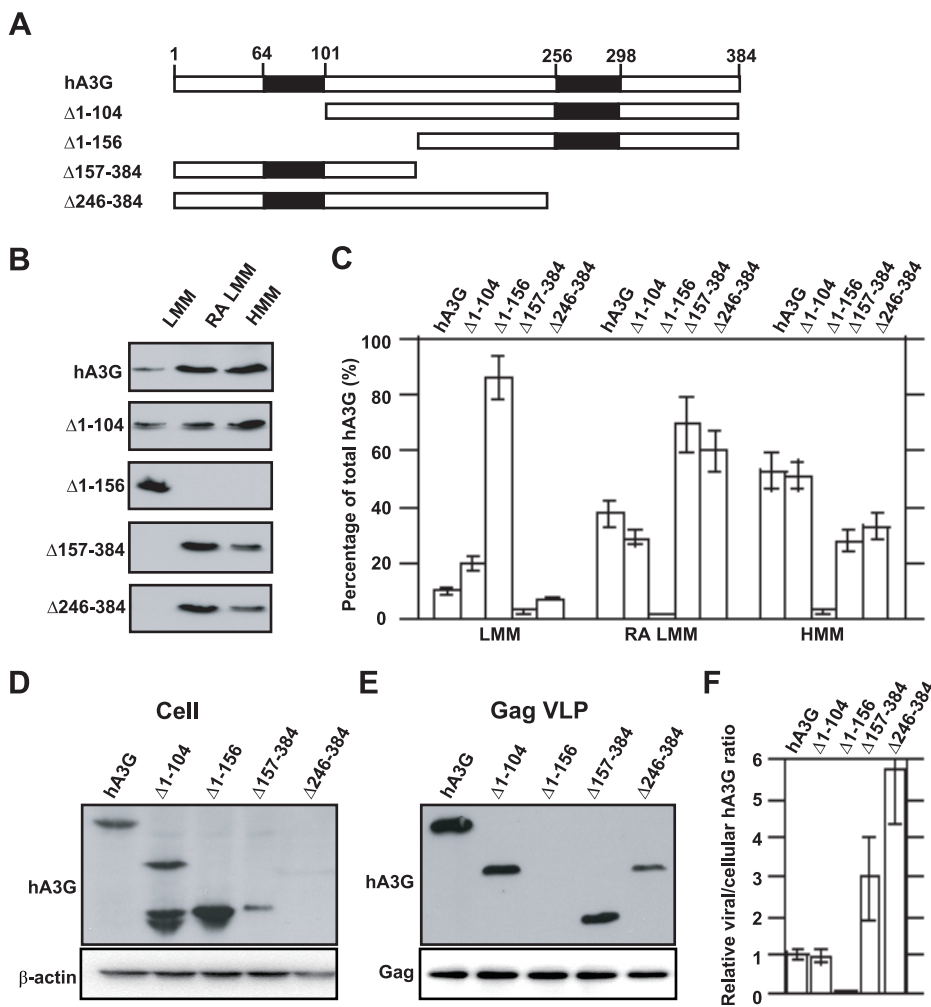 A
1 64 101 256 298 384
hA3G
Δ1-104
Δ1-156
Δ157-384
Δ246-384
B
LMM
RA LMM
HMM
hA3G
Δ1-104
Δ1-156
Δ157-384
Δ246-384
C
hA3G Δ1-104 Δ1-156 Δ157-384 Δ246-384
hA3G Δ1-104 Δ1-156 Δ157-384 Δ246-384
hA3G Δ1-104 Δ1-156 Δ157-384 Δ246-384
Percentage of total hA3G (%)
100
80
60
40
20
0
LMM RA LMM HMM
D
Cell
hA3G Δ1-104 Δ1-156 Δ157-384 Δ246-384
hA3G
β-actin
E
Gag VLP
hA3G Δ1-104 Δ1-156 Δ157-384 Δ246-384
hA3G
Gag
F
hA3G Δ1-104 Δ1-156 Δ157-384 Δ246-384
Relative viral/cellular hA3G ratio
6
5
4
3
2
1
0